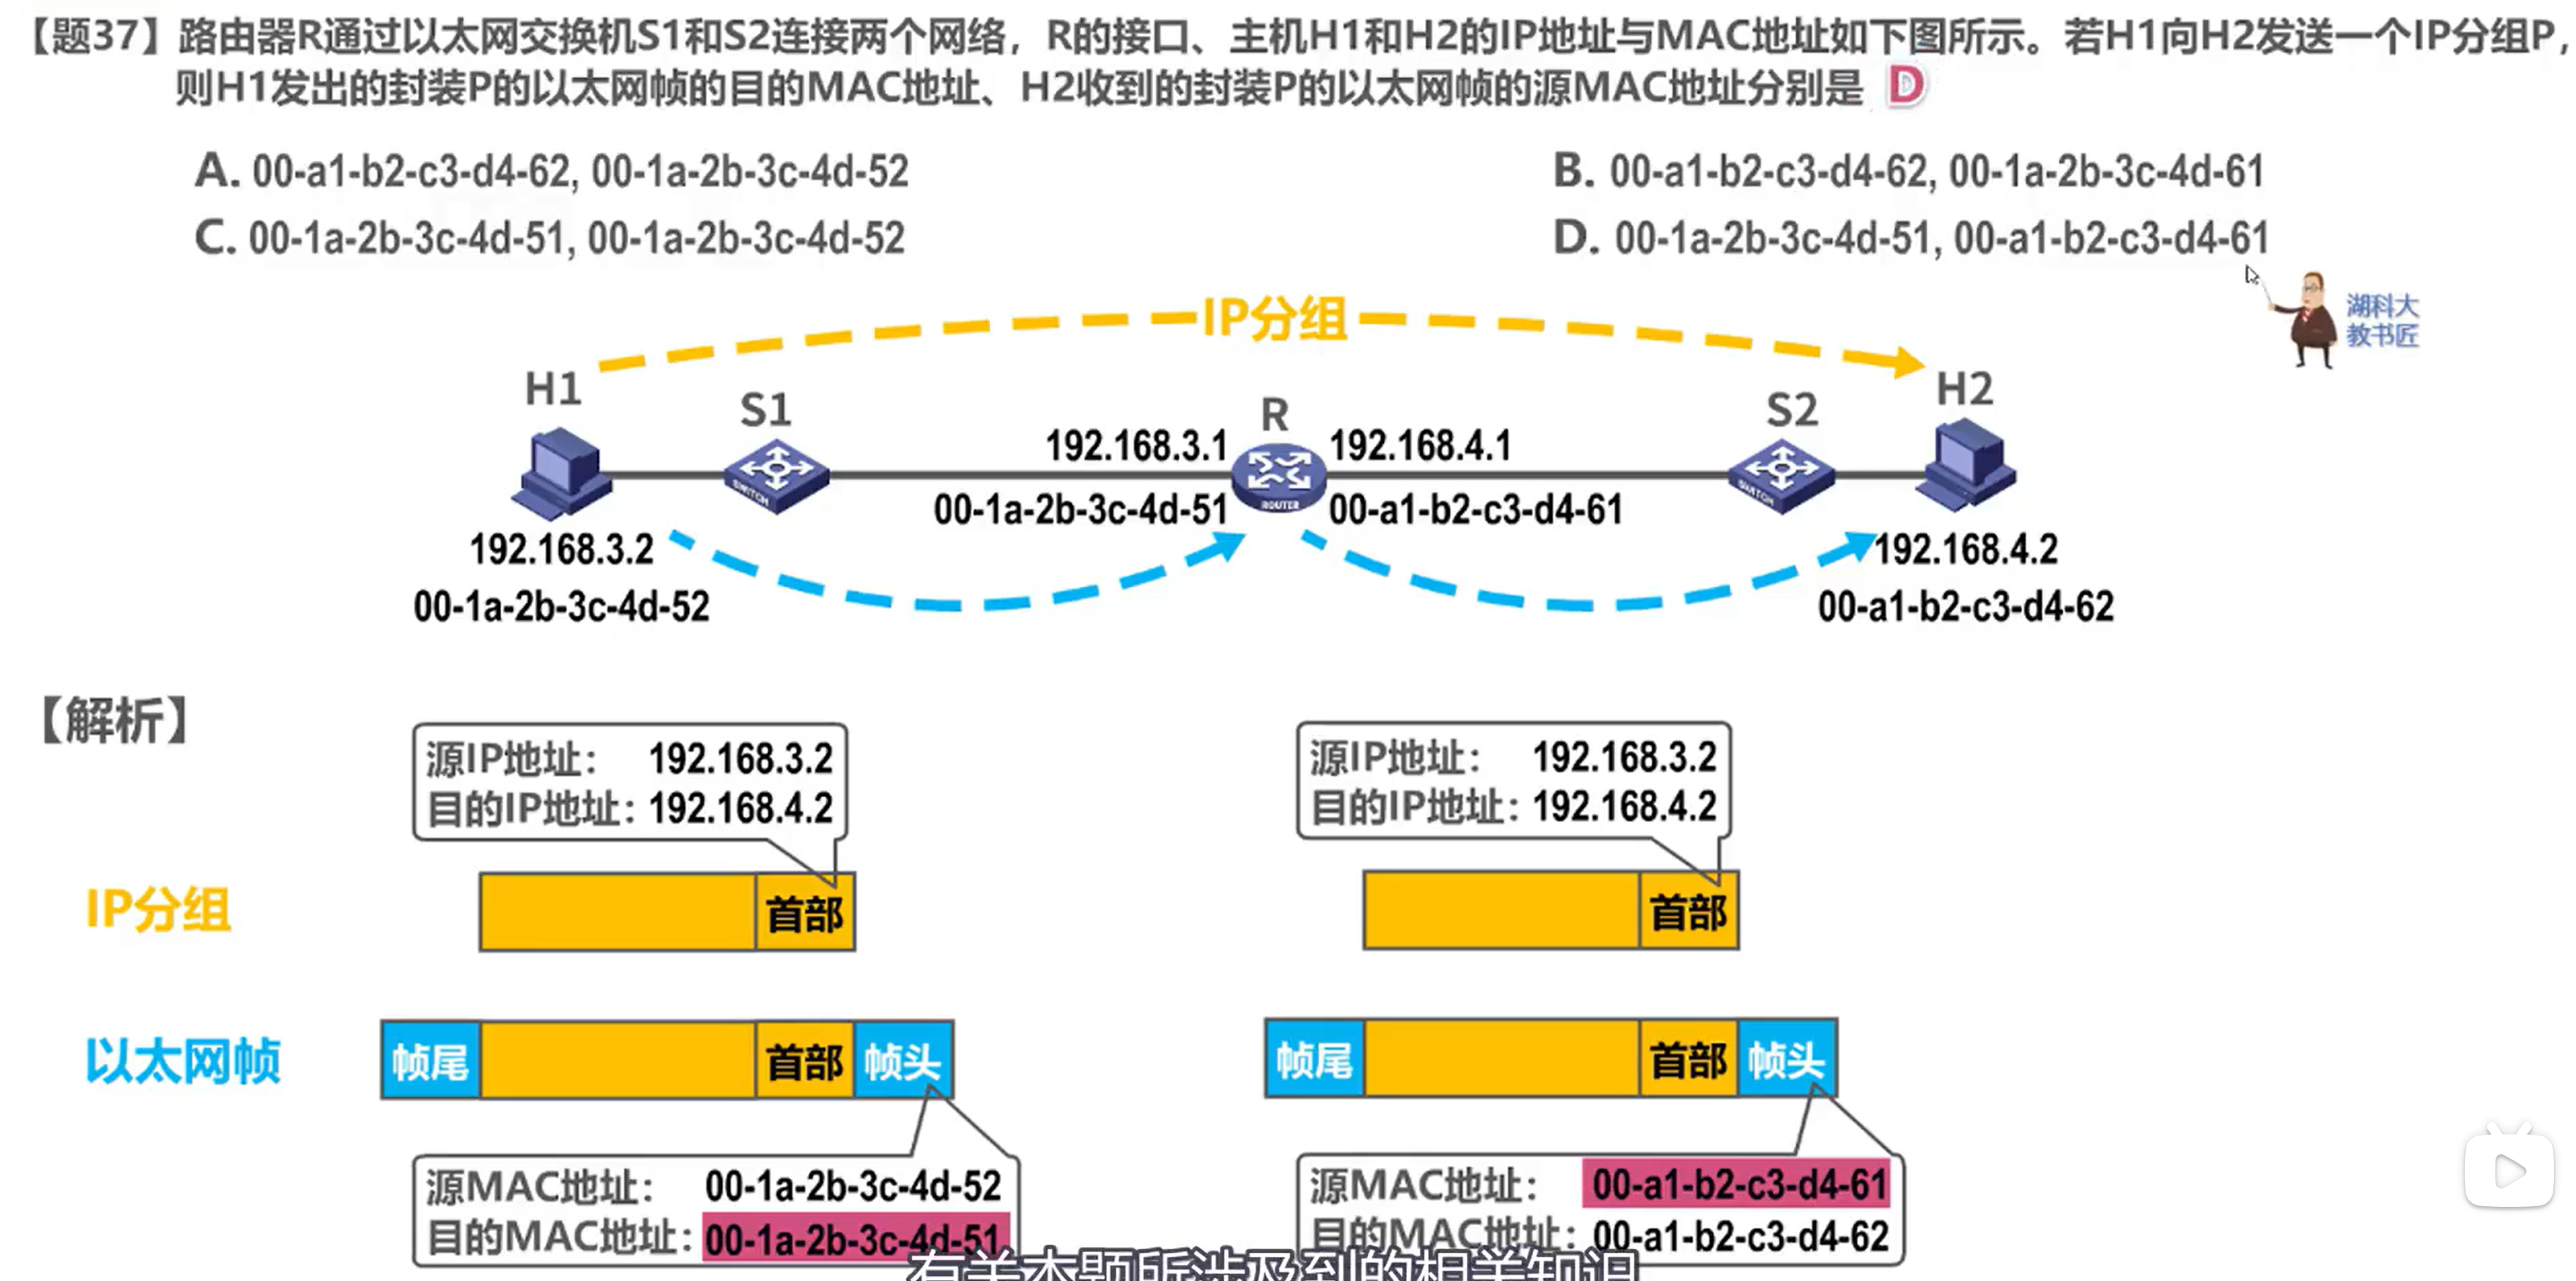 【题37】路由器R通过以太网交换机S1和S2连接两个网络，R的接口、主机H1和H2的IP地址与MAC地址如下图所示。若H1向H2发送一个IP分组P，
则H1发出的封装P的以太网帧的目的MAC地址、H2收到的封装P的以太网帧的源MAC地址分别是 D
A. 00-a1-b2-c3-d4-62, 00-1a-2b-3c-4d-52
B. 00-a1-b2-c3-d4-62, 00-1a-2b-3c-4d-61
C. 00-1a-2b-3c-4d-51, 00-1a-2b-3c-4d-52
D. 00-1a-2b-3c-4d-51, 00-a1-b2-c3-d4-61
湖科大
教书匠
IP分组
H1
S1
R
S2
H2
192.168.3.1
192.168.4.1
SWITCH
ROUTER
SWITCH
00-1a-2b-3c-4d-51
00-a1-b2-c3-d4-61
192.168.3.2
00-1a-2b-3c-4d-52
192.168.4.2
00-a1-b2-c3-d4-62
【解析】
源IP地址： 192.168.3.2
目的IP地址：192.168.4.2
源IP地址： 192.168.3.2
目的IP地址：192.168.4.2
IP分组
首部
首部
以太网帧
帧尾
首部
帧头
帧尾
首部
帧头
源MAC地址： 00-1a-2b-3c-4d-52
目的MAC地址：00-1a-2b-3c-4d-51
源MAC地址： 00-a1-b2-c3-d4-61
目的MAC地址：00-a1-b2-c3-d4-62
有关本题所涉及到的相关知识